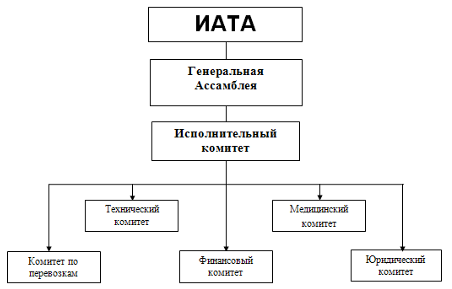 ИАТА
Генеральная
Ассамблея
Исполнительный
комитет
Технический
комитет
Медицинский
комитет
Комитет по
перевозкам
Финансовый
комитет
Юридический
комитет